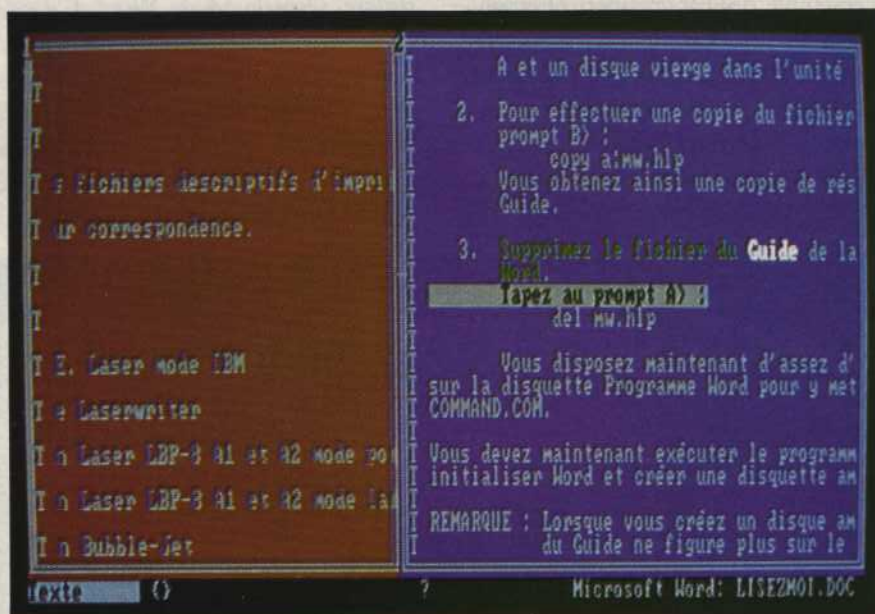 1
T
T
T s fichiers descriptifs d'impri
T ur correspondence.
T
T
T E. Laser mode IBM
T e Laserwriter
T n Laser LBP-8 A1 et A2 mode po
T n Laser LBP-8 A1 et A2 mode
T n Bubble-Jet
2
T A et un disque vierge dans l'unité
T
T 2. Pour effectuer une copie du fichier
prompt B> :
T copy a:mw.hlp
T Vous obtenez ainsi une copie de rés
Guide.
T
T 3. Supprimez le fichier du Guide de la
Word.
T Tapez au prompt A> :
T del mw.hlp
T
T Vous disposez maintenant d'assez d'
T sur la disquette Programme Word pour y met
T COMMAND.COM.
T
T Vous devez maintenant exécuter le programm
T initialiser Word et créer une disquette am
T
T REMARQUE : Lorsque vous créez un disque am
T du Guide ne figure plus sur le
Texte {} ? Microsoft Word: LISEZMOI.DOC